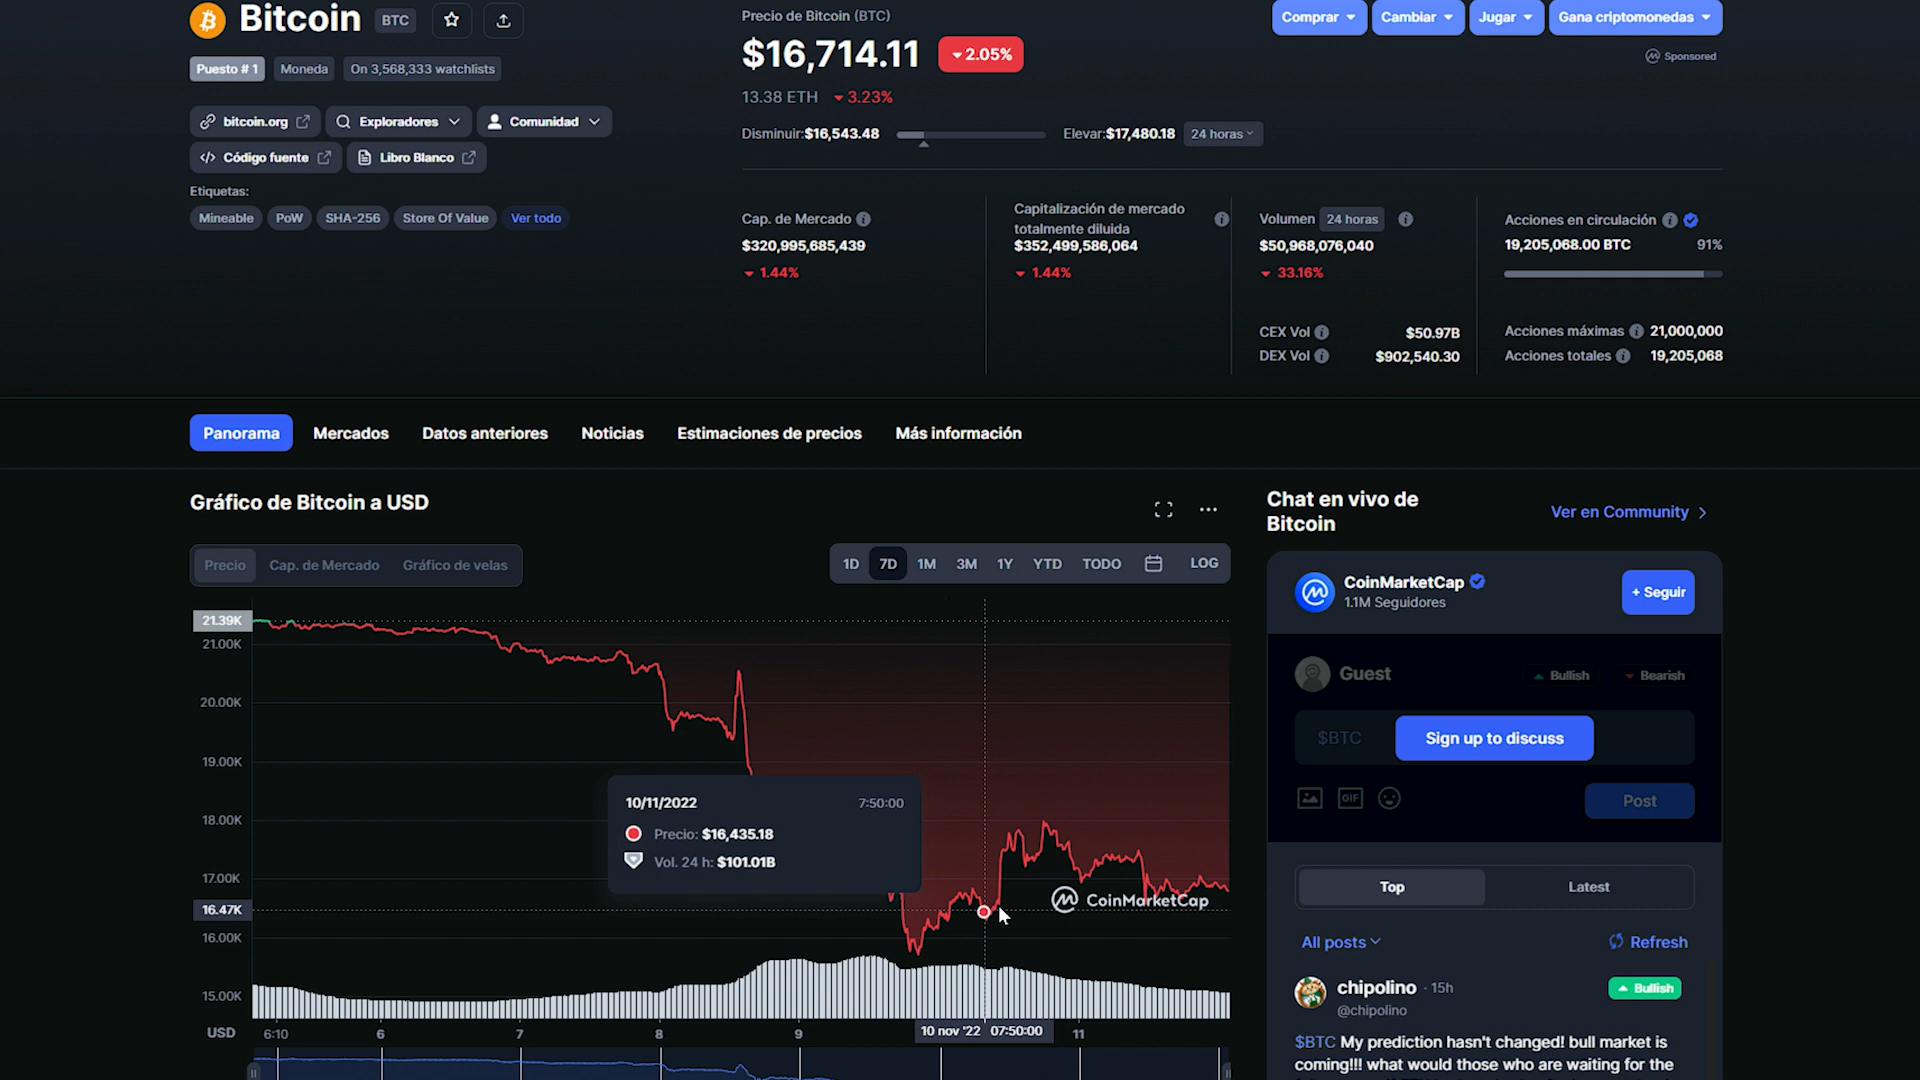 Bitcoin BTC
Puesto # 1 Moneda On 3,568,333 watchlists
bitcoin.org Exploradores Comunidad
Código fuente Libro Blanco
Etiquetas:
Mineable PoW SHA-256 Store Of Value Ver todo
Precio de Bitcoin (BTC)
$16,714.11 2.05%
13.38 ETH 3.23%
Disminuir:$16,543.48 Elevar:$17,480.18 24 horas
Comprar Cambiar Jugar Gana criptomonedas
Sponsored
Cap. de Mercado
$320,995,685,439
1.44%
Capitalización de mercado
totalmente diluida
$352,499,586,064
1.44%
Volumen 24 horas
$50,968,076,040
33.16%
CEX Vol $50.97B
DEX Vol $902,540.30
Acciones en circulación
19,205,068.00 BTC 91%
Acciones máximas 21,000,000
Acciones totales 19,205,068
Panorama Mercados Datos anteriores Noticias Estimaciones de precios Más información
Gráfico de Bitcoin a USD
Precio Cap. de Mercado Gráfico de velas
1D 7D 1M 3M 1Y YTD TODO LOG
21.39K
21.00K
20.00K
19.00K
18.00K
17.00K
16.47K
16.00K
15.00K
10/11/2022 7:50:00
Precio: $16,435.18
Vol. 24 h: $101.01B
CoinMarketCap
USD 6:10 6 7 8 9 10 nov '22 07:50:00 11
Chat en vivo de
Bitcoin
Ver en Community
CoinMarketCap
1.1M Seguidores
+ Seguir
Guest Bullish Bearish
$BTC Sign up to discuss
GIF Post
Top Latest
All posts Refresh
chipolino · 15h Bullish
@chipolino
$BTC My prediction hasn't changed! bull market is
coming!!! what would those who are waiting for the